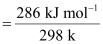 = 286 kJ mol⁻¹ / 298 k